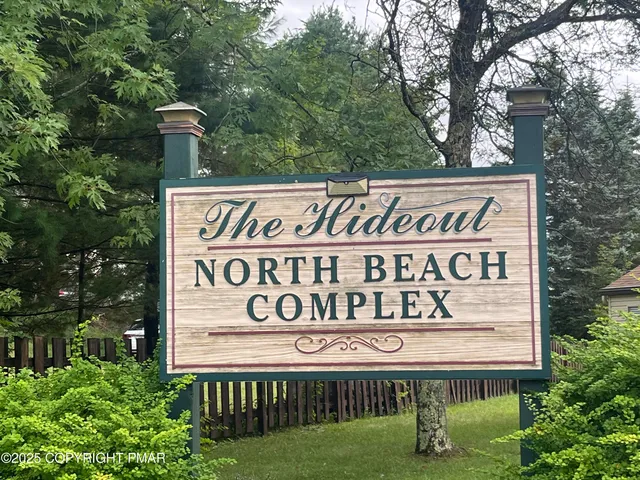 The Hideout
NORTH BEACH
COMPLEX
©2025 COPYRIGHT PMAR